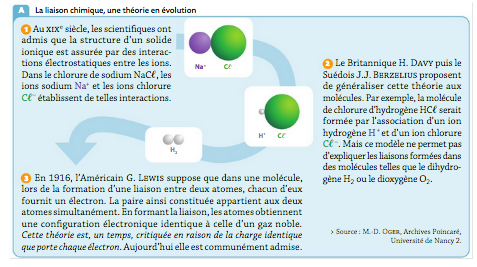 A La liaison chimique, une théorie en évolution
1 Au XIXe siècle, les scientifiques ont
admis que la structure d'un solide
ionique est assurée par des interac-
tions électrostatiques entre les ions.
Dans le chlorure de sodium NaCℓ, les
ions sodium Na⁺ et les ions chlorure
Cℓ⁻ établissent de telles interactions.
Na⁺ Cℓ⁻
2 Le Britannique H. DAVY puis le
Suédois J.J. BERZELIUS proposent
de généraliser cette théorie aux
molécules. Par exemple, la molécule
de chlorure d'hydrogène HCℓ serait
formée par l'association d'un ion
hydrogène H⁺ et d'un ion chlorure
Cℓ⁻. Mais ce modèle ne permet pas
d'expliquer les liaisons formées dans
des molécules telles que le dihydro-
gène H₂ ou le dioxygène O₂.
H⁺ Cℓ⁻
H₂
3 En 1916, l'Américain G. LEWIS suppose que dans une molécule,
lors de la formation d'une liaison entre deux atomes, chacun d'eux
fournit un électron. La paire ainsi constituée appartient aux deux
atomes simultanément. En formant la liaison, les atomes obtiennent
une configuration électronique identique à celle d'un gaz noble.
Cette théorie est, un temps, critiquée en raison de la charge identique
que porte chaque électron. Aujourd'hui elle est communément admise.
> Source : M.-D. OGER, Archives Poincaré,
Université de Nancy 2.